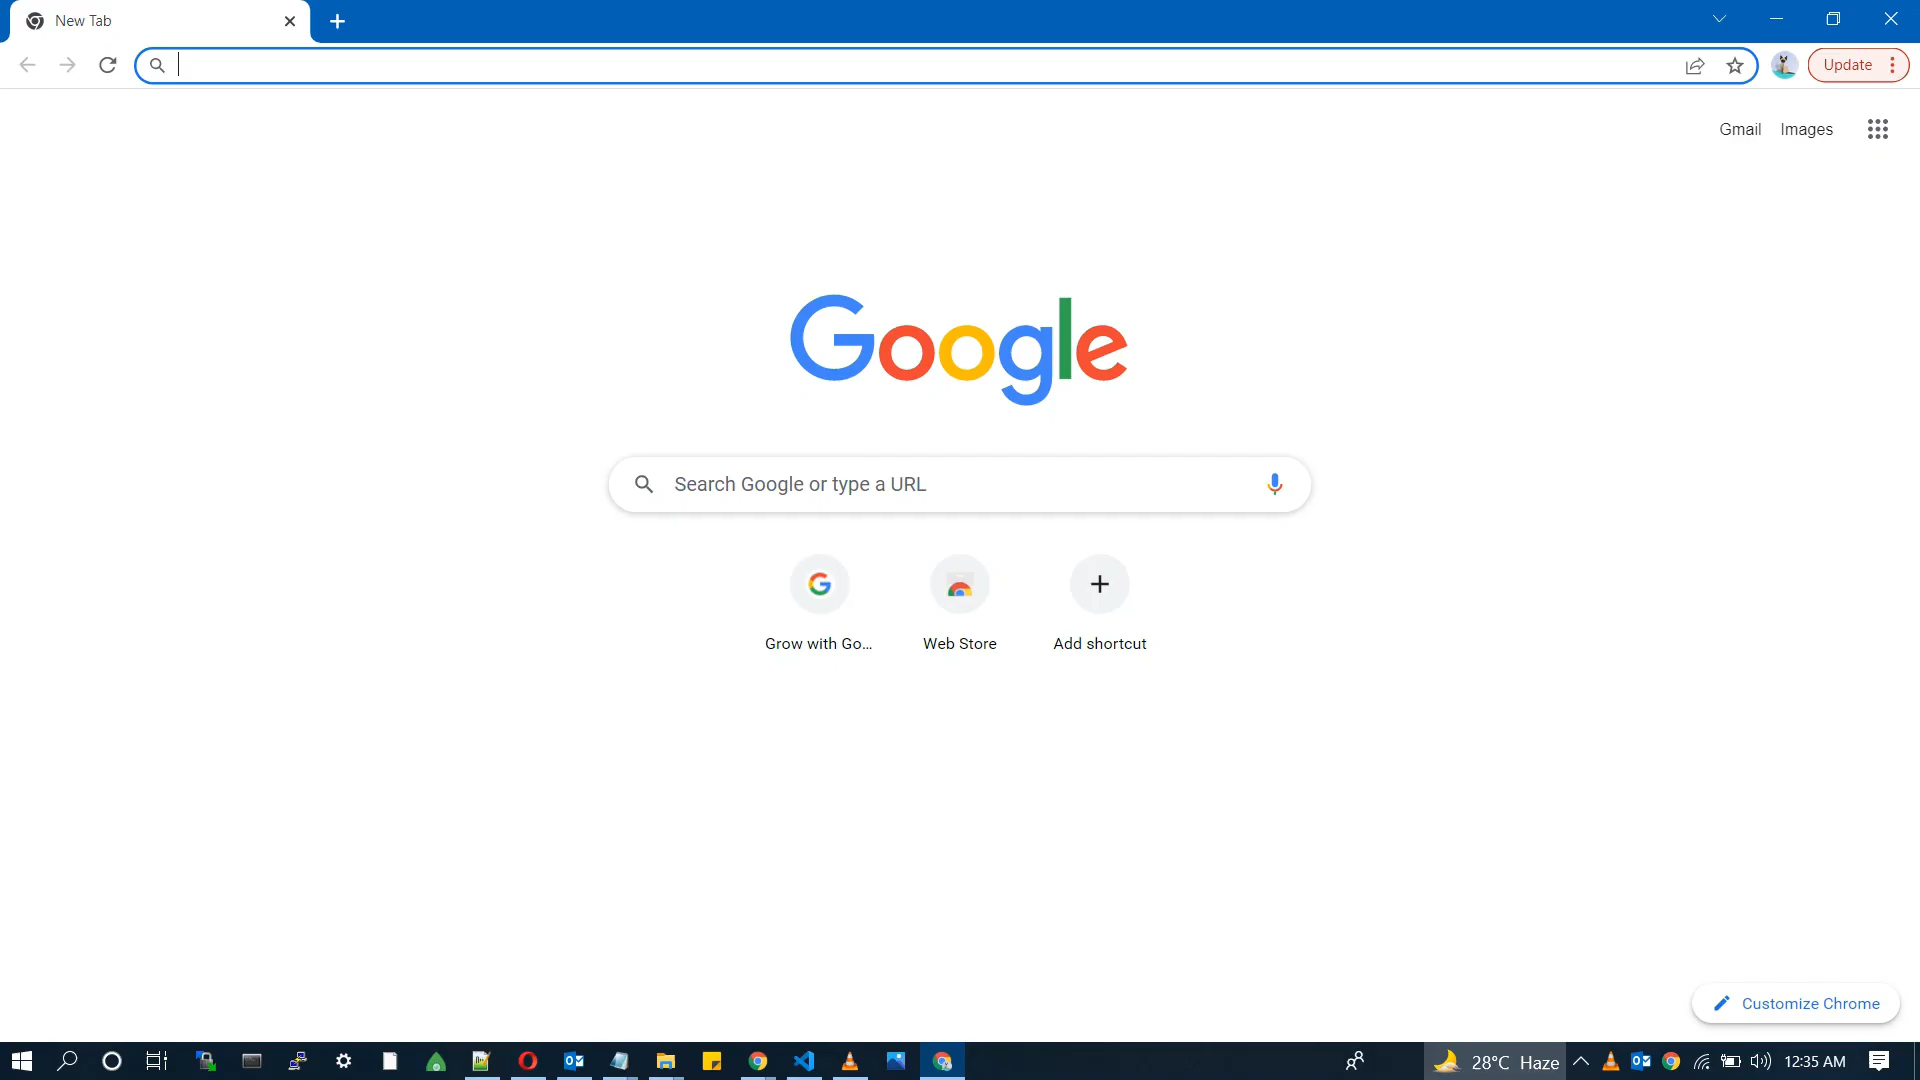 New Tab
Update
Gmail Images
Google
Search Google or type a URL
Grow with Go... Web Store Add shortcut
Customize Chrome
28°C Haze 12:35 AM